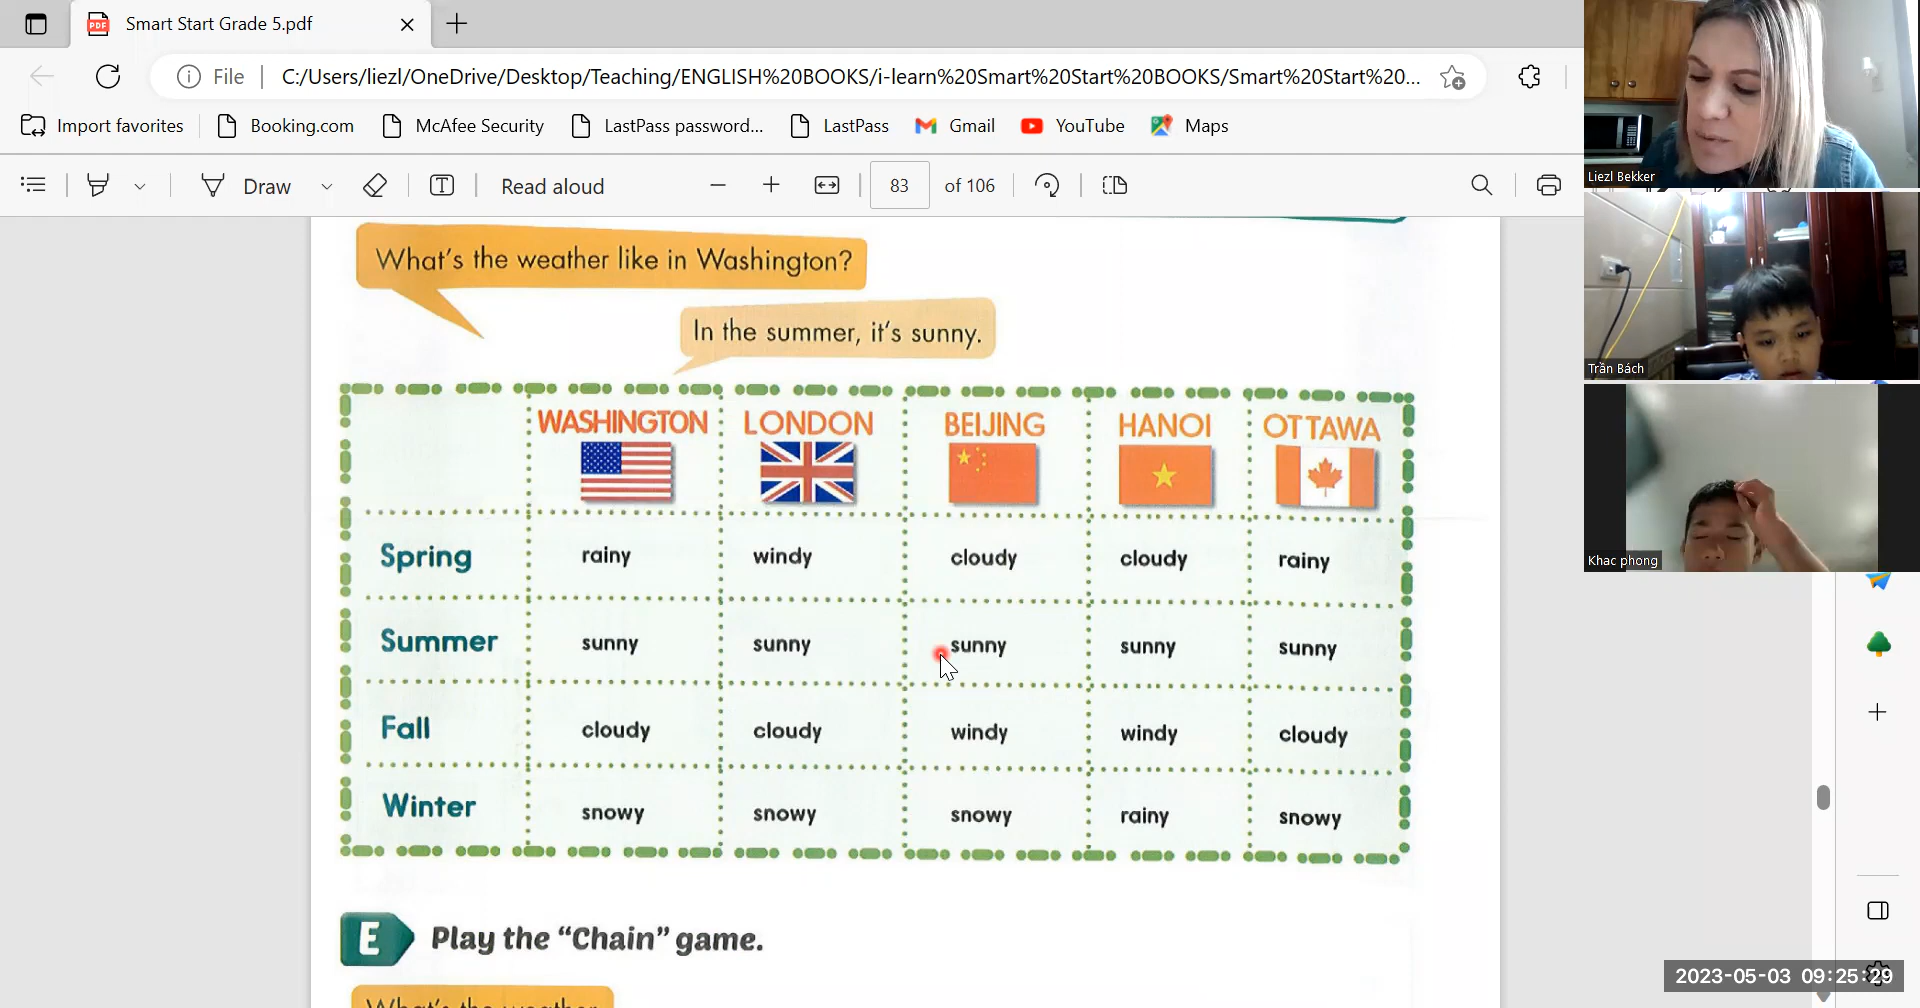 Smart Start Grade 5.pdf
File
C:/Users/liezl/OneDrive/Desktop/Teaching/ENGLISH%20BOOKS/i-learn%20Smart%20Start%20BOOKS/Smart%20Start%20...
Import favorites
Booking.com
McAfee Security
LastPass password...
LastPass
Gmail
YouTube
Maps
Draw
Read aloud
83 of 106
Liezl Bekker
Trần Bách
Khac phong
What's the weather like in Washington?
In the summer, it's sunny.
WASHINGTON LONDON BEIJING HANOI OTTAWA
Spring rainy windy cloudy cloudy rainy
Summer sunny sunny sunny sunny sunny
Fall cloudy cloudy windy windy cloudy
Winter snowy snowy snowy rainy snowy
E Play the "Chain" game.
What's the weather
2023-05-03 09:25:29